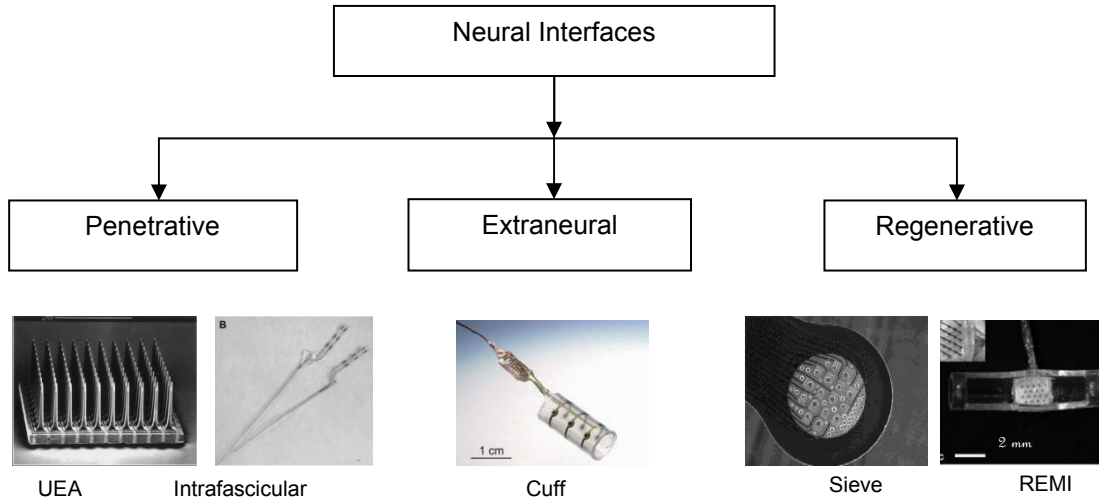 Neural Interfaces
Penetrative
Extraneural
Regenerative
B
1 cm
2 mm
UEA
Intrafascicular
Cuff
Sieve
REMI